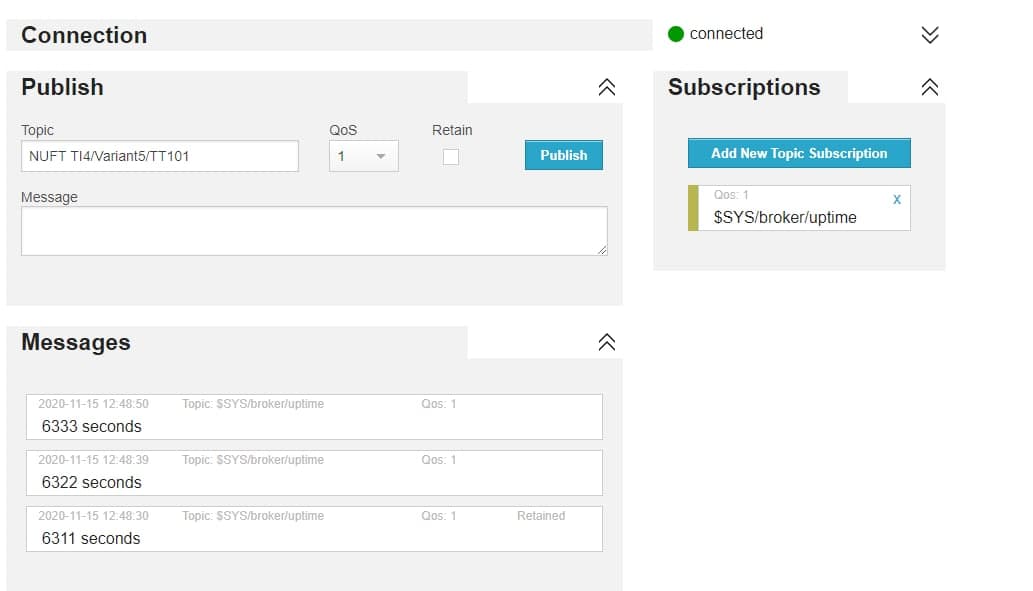 Connection
connected
Publish
Topic
QoS
Retain
NUFT TI4/Variant5/TT101
1
Publish
Message
Subscriptions
Add New Topic Subscription
Qos: 1
x
$SYS/broker/uptime
Messages
2020-11-15 12:48:50 Topic: $SYS/broker/uptime Qos: 1
6333 seconds
2020-11-15 12:48:39 Topic: $SYS/broker/uptime Qos: 1
6322 seconds
2020-11-15 12:48:30 Topic: $SYS/broker/uptime Qos: 1 Retained
6311 seconds